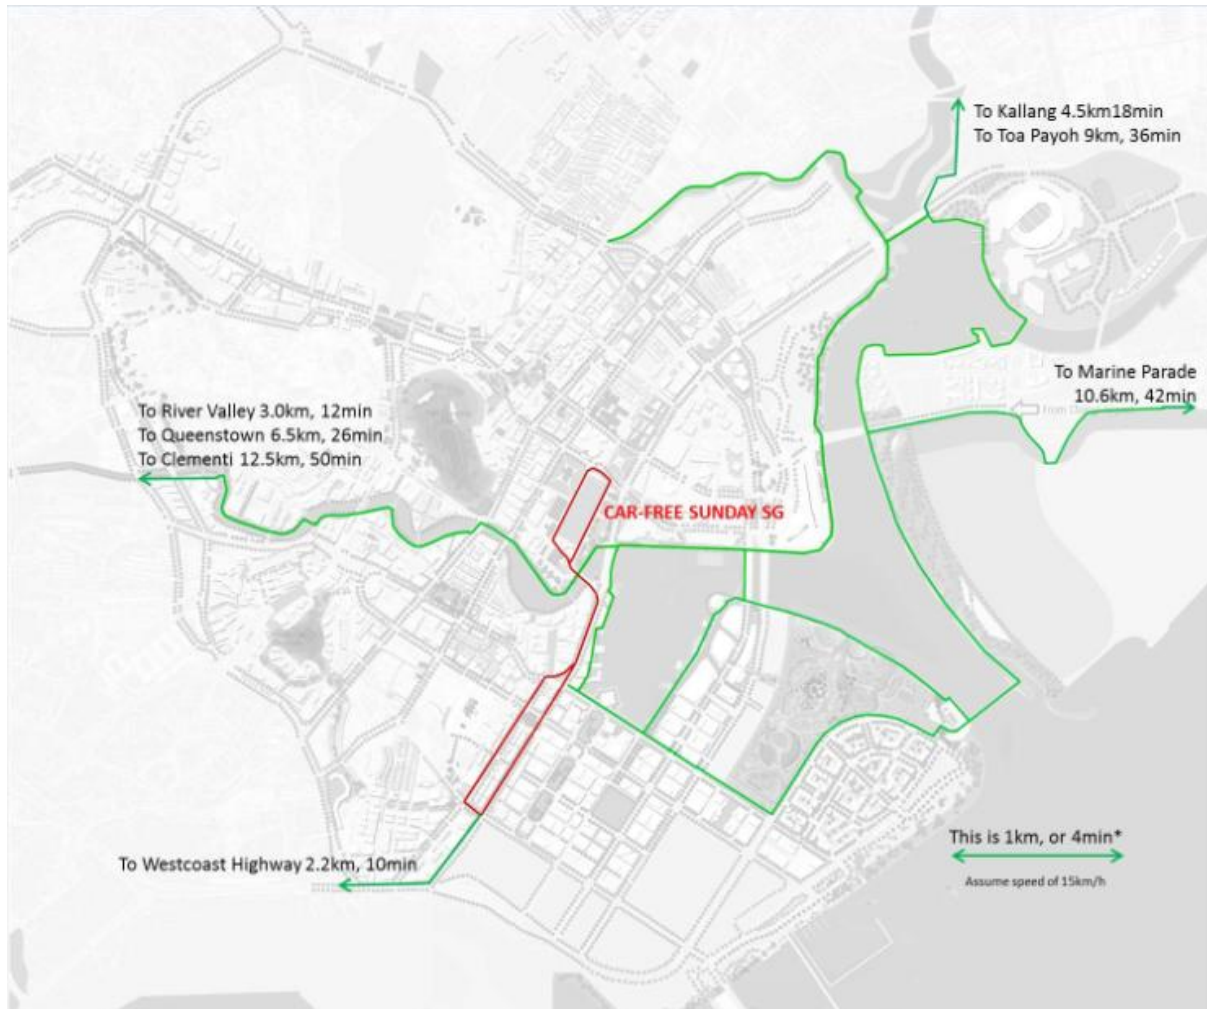 To Kallang 4.5km18min
To Toa Payoh 9km, 36min
To Marine Parade
10.6km, 42min
To River Valley 3.0km, 12min
To Queenstown 6.5km, 26min
To Clementi 12.5km, 50min
CAR-FREE SUNDAY SG
This is 1km, or 4min*
Assume speed of 15km/h
To Westcoast Highway 2.2km, 10min